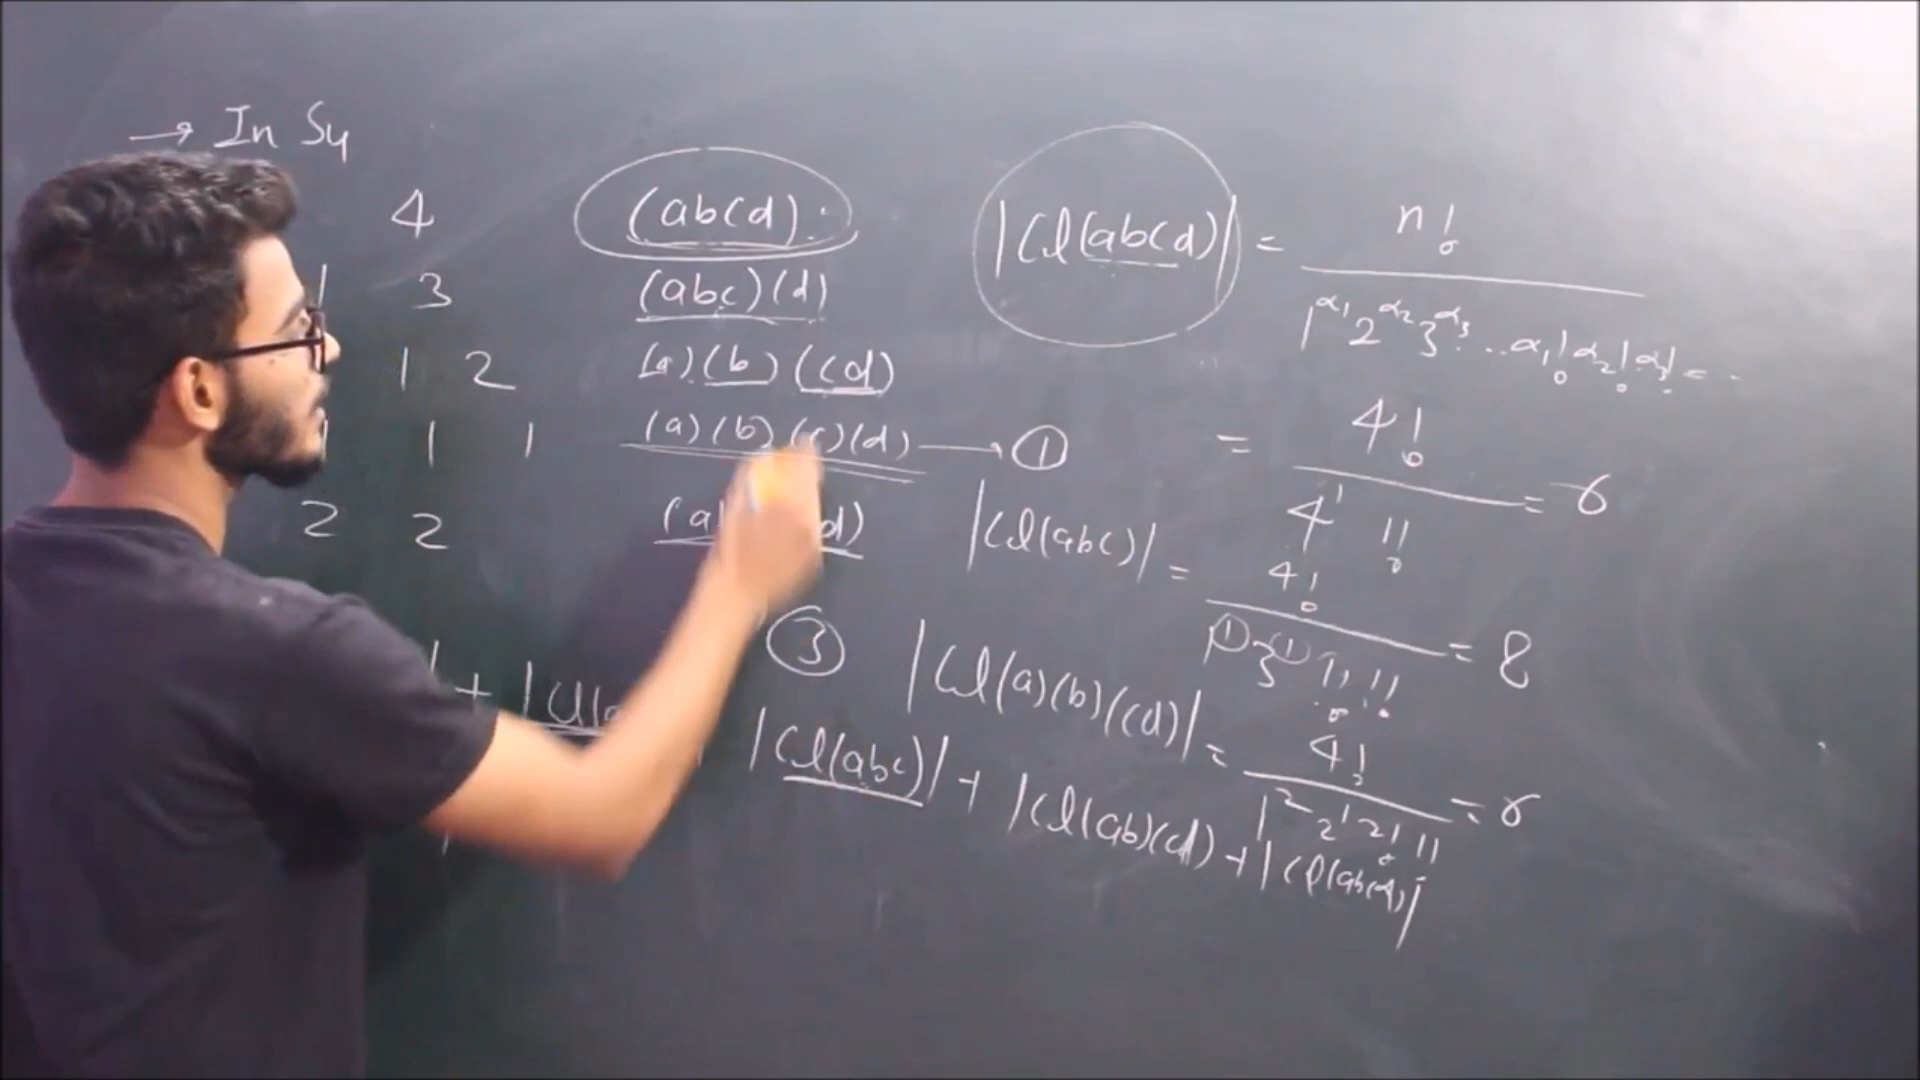 → In S4
4 (abcd) :
1 3 (abc)(d)
1 2 (a)(b)(cd)
1 1 1 (a)(b)(c)(d) → ①
2 2 (a d)
③
+ |Cl(
|Cl(abc)| + |Cl(ab)(cd) + |Cl(abcd)|
|Cl(abcd)| = n! / 1^α1 2^α2 3^α3 ... α1! α2! α3! = ..
= 4! / 4^1 1! = 6
|Cl(abc)| = 4! / 1^① 3^① 1! 1! = 8
|Cl(a)(b)(cd)| = 4! / 1^2 2^1 2! 1! = 6